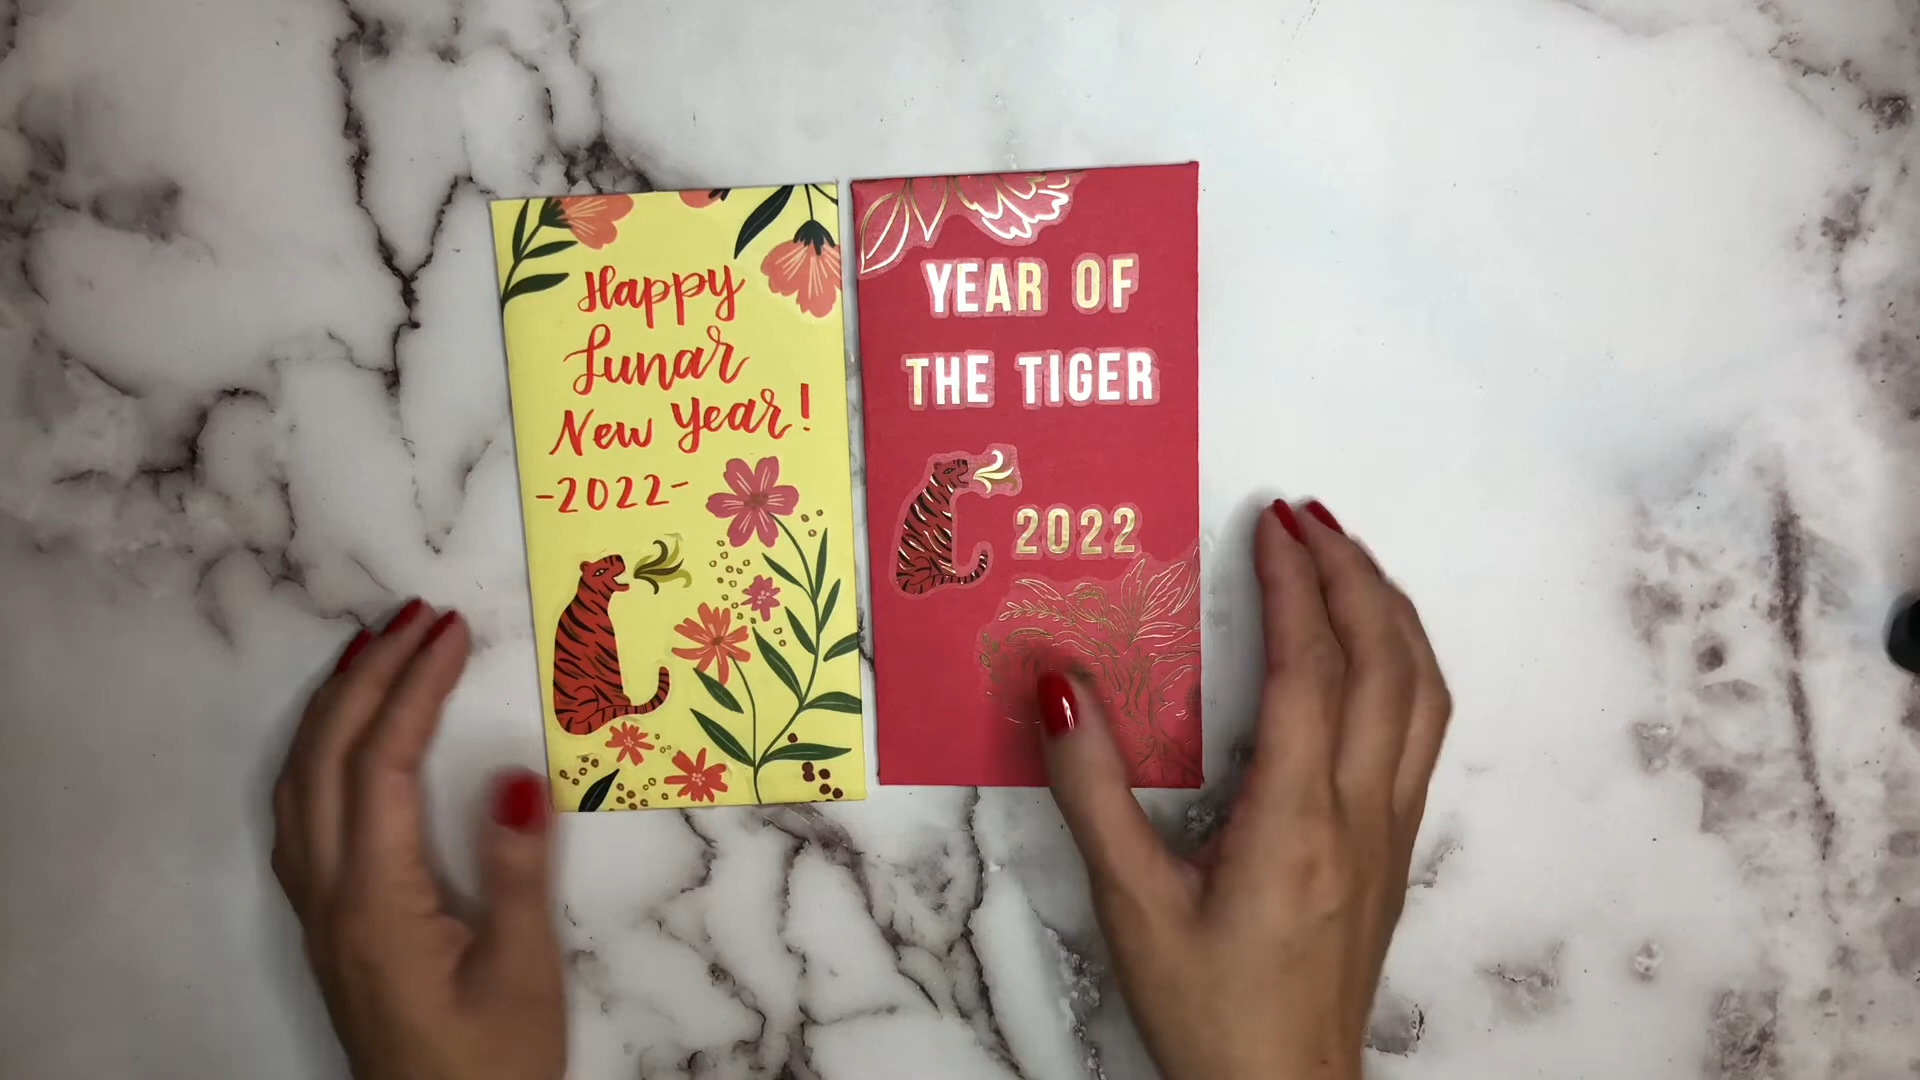 Happy
Lunar
New Year!
-2022-
YEAR OF
THE TIGER
2022